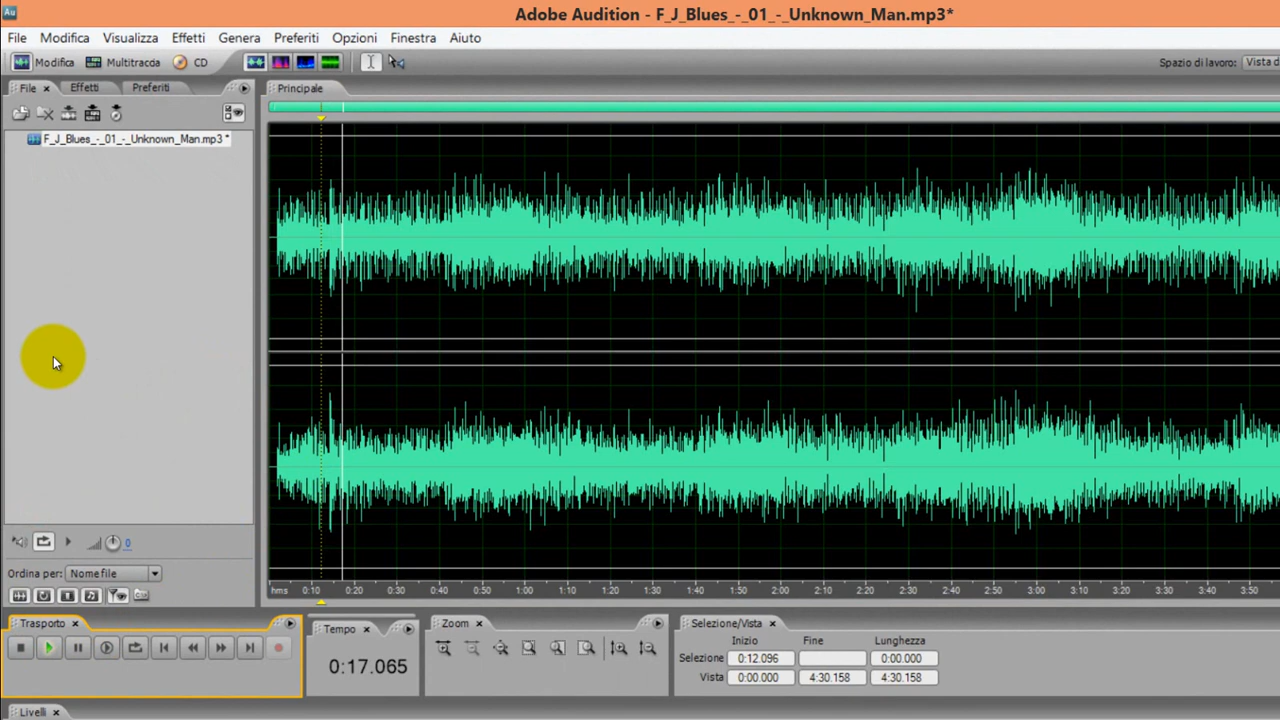 Au
Adobe Audition - F_J_Blues_-_01_-_Unknown_Man.mp3*
File Modifica Visualizza Effetti Genera Preferiti Opzioni Finestra Aiuto
Modifica Multitraccia CD Spazio di lavoro: Vista d
File Effetti Preferiti Principale
F_J_Blues_-_01_-_Unknown_Man.mp3 *
0
Ordina per: Nome file
hms 0:10 0:20 0:30 0:40 0:50 1:00 1:10 1:20 1:30 1:40 1:50 2:00 2:10 2:20 2:30 2:40 2:50 3:00 3:10 3:20 3:30 3:40 3:50
Trasporto Tempo Zoom Selezione/Vista
Inizio Fine Lunghezza
Selezione 0:12.096 0:00.000
0:17.065
Vista 0:00.000 4:30.158 4:30.158
Livelli